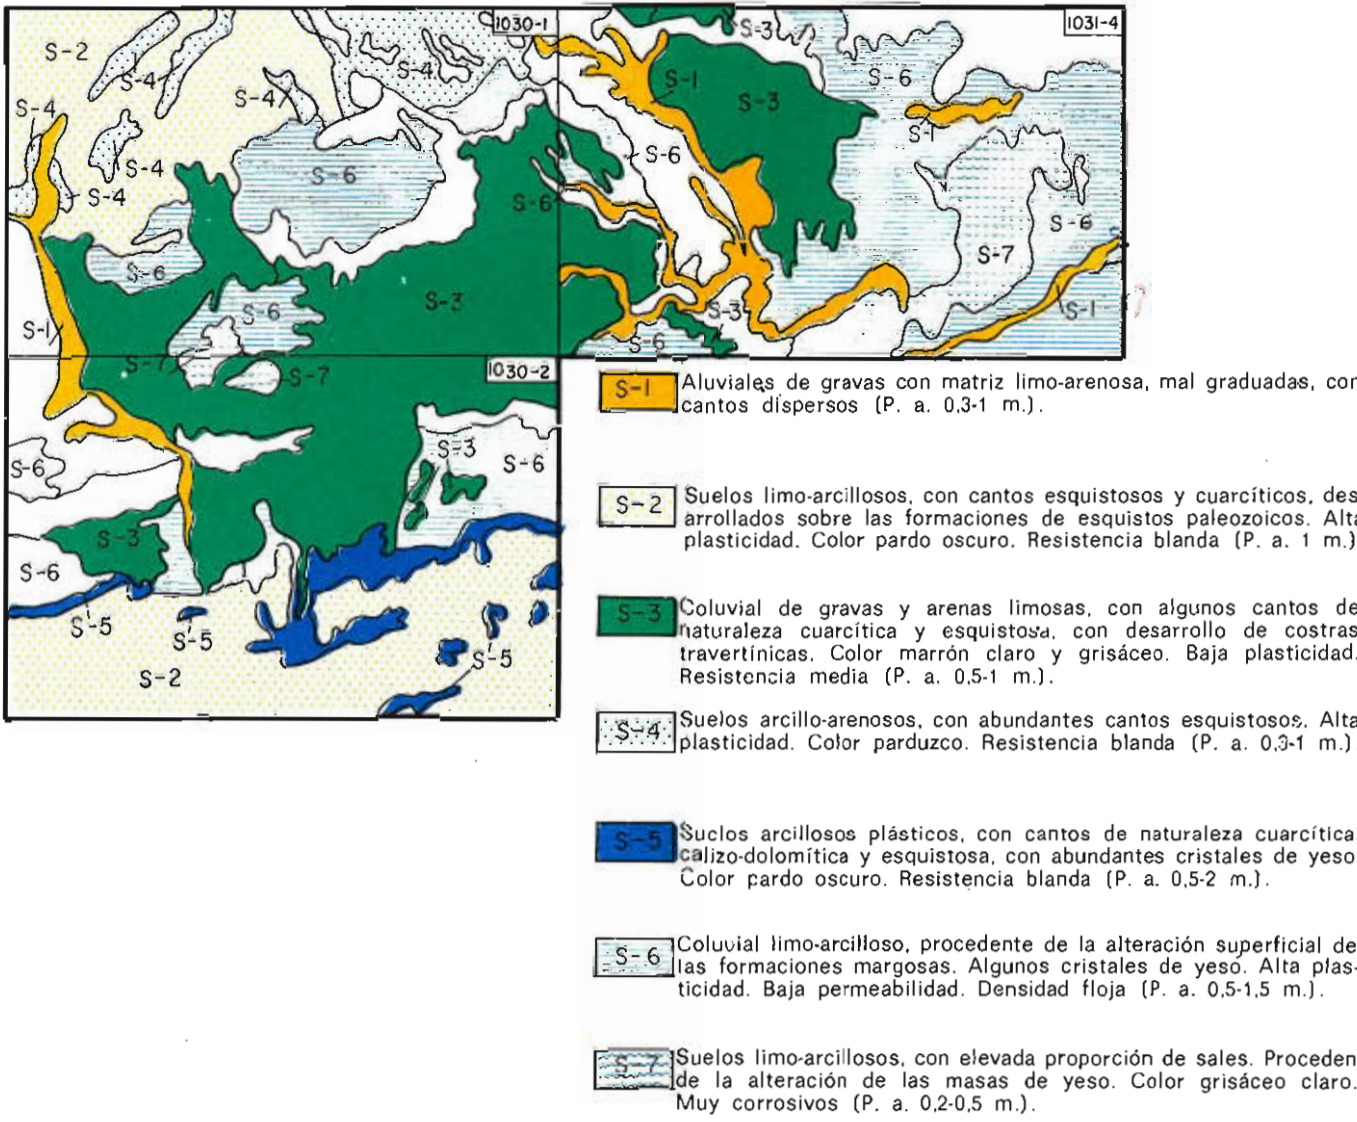 1030-1
1031-4
S-2
S-4
S-4
S-3
S-6
S-1
S-3
S-4
S-4
S-1
S-4
S-4
S-6
S-6
S-6
S-6
S-7
S-6
S-3
S-6
S-1
S-3
S-1
S-6
S-7
S-7
1030-2
S-3
S-6
S-6
S-3
S-6
S-5
S-5
S-5
S-2
S-1 Aluviales de gravas con matriz limo-arenosa, mal graduadas, con
cantos dispersos (P. a. 0,3-1 m.).
S-2 Suelos limo-arcillosos, con cantos esquistosos y cuarcíticos, des
arrollados sobre las formaciones de esquistos paleozoicos. Alta
plasticidad. Color pardo oscuro. Resistencia blanda (P. a. 1 m.)
S-3 Coluvial de gravas y arenas limosas, con algunos cantos de
naturaleza cuarcítica y esquistosa, con desarrollo de costras
travertínicas. Color marrón claro y grisáceo. Baja plasticidad.
Resistencia media (P. a. 0,5-1 m.).
S-4 Suelos arcillo-arenosos, con abundantes cantos esquistosos. Alta
plasticidad. Color parduzco. Resistencia blanda (P. a. 0,3-1 m.)
S-5 Suelos arcillosos plásticos, con cantos de naturaleza cuarcítica
calizo-dolomítica y esquistosa, con abundantes cristales de yeso
Color pardo oscuro. Resistencia blanda (P. a. 0,5-2 m.).
S-6 Coluvial limo-arcilloso, procedente de la alteración superficial de
las formaciones margosas. Algunos cristales de yeso. Alta plas-
ticidad. Baja permeabilidad. Densidad floja (P. a. 0,5-1,5 m.).
S-7 Suelos limo-arcillosos, con elevada proporción de sales. Proceden
de la alteración de las masas de yeso. Color grisáceo claro.
Muy corrosivos (P. a. 0,2-0,5 m.).